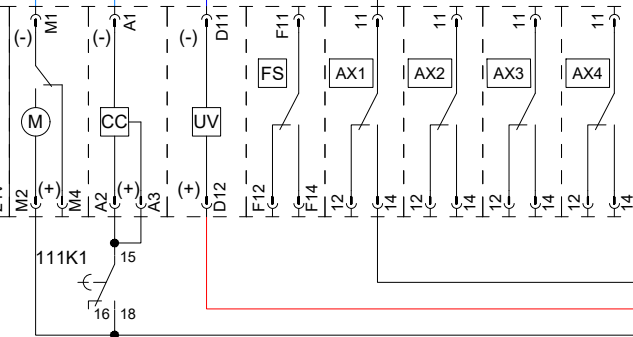 M1 A1 D11 F11 11 11 11 11
(-) (-) (-)
FS AX1 AX2 AX3 AX4
M CC UV
(+) (+) (+)
M2 M4 A2 A3 D12 F12 F14 12 14 12 14 12 14 12 14
111K1 15
16 18